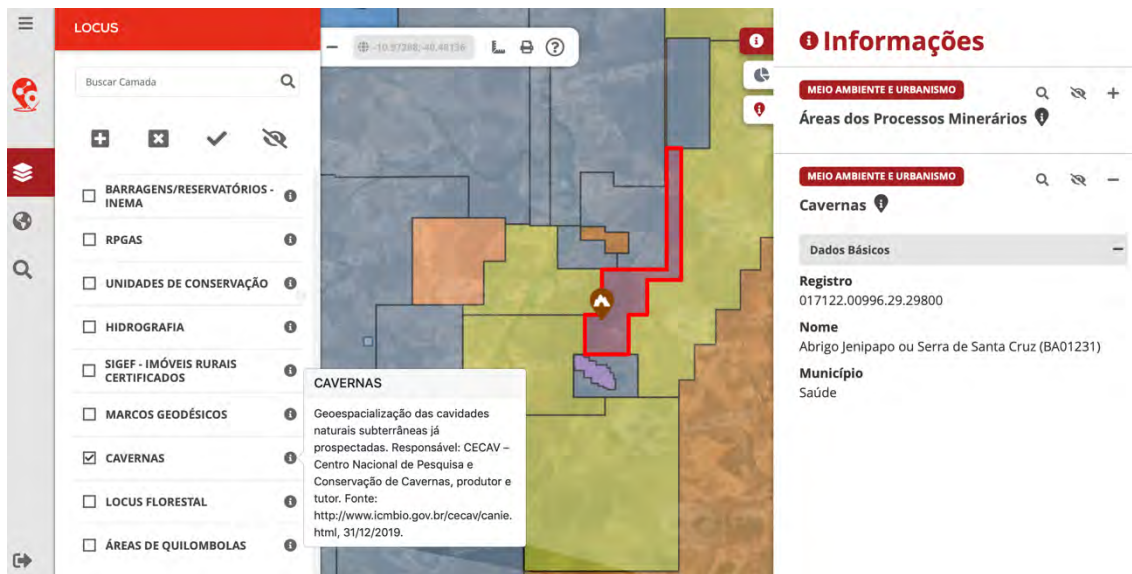 LOCUS
Buscar Camada
BARRAGENS/RESERVATÓRIOS -
INEMA
RPGAS
UNIDADES DE CONSERVAÇÃO
HIDROGRAFIA
SIGEF - IMÓVEIS RURAIS
CERTIFICADOS
MARCOS GEODÉSICOS
CAVERNAS
LOCUS FLORESTAL
ÁREAS DE QUILOMBOLAS
CAVERNAS
Geoespacialização das cavidades
naturais subterrâneas já
prospectadas. Responsável: CECAV –
Centro Nacional de Pesquisa e
Conservação de Cavernas, produtor e
tutor. Fonte:
http://www.icmbio.gov.br/cecav/canie.
html, 31/12/2019.
Informações
MEIO AMBIENTE E URBANISMO
Áreas dos Processos Minerários
MEIO AMBIENTE E URBANISMO
Cavernas
Dados Básicos
Registro
017122.00996.29.29800
Nome
Abrigo Jenipapo ou Serra de Santa Cruz (BA01231)
Município
Saúde